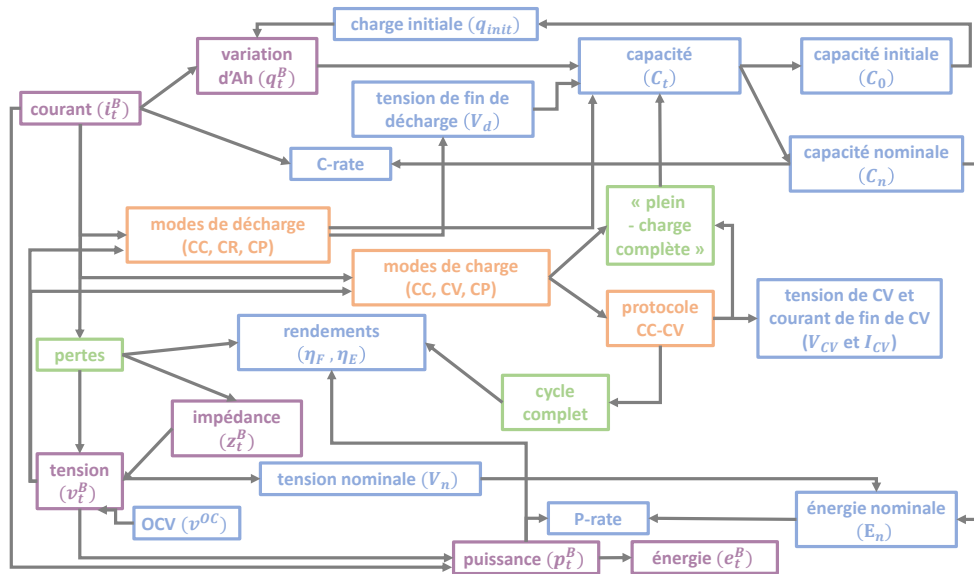 charge initiale (q_init)
variation
d'Ah (q_t^B)
capacité
(C_t)
capacité initiale
(C_0)
courant (i_t^B)
tension de fin de
décharge (V_d)
C-rate
capacité nominale
(C_n)
« plein
- charge
complète »
modes de décharge
(CC, CR, CP)
modes de charge
(CC, CV, CP)
protocole
CC-CV
tension de CV et
courant de fin de CV
(V_CV et I_CV)
rendements
(η_F , η_E)
pertes
cycle
complet
impédance
(z_t^B)
tension
(v_t^B)
tension nominale (V_n)
énergie nominale
(E_n)
OCV (v^OC)
P-rate
puissance (p_t^B)
énergie (e_t^B)